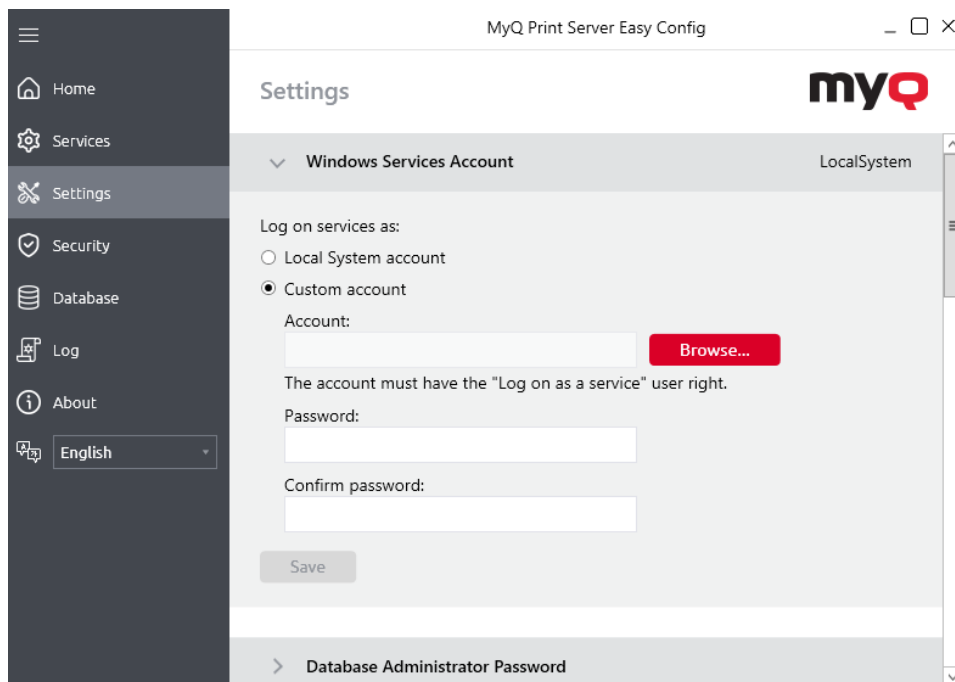 MyQ Print Server Easy Config
Home
Services
Settings
Security
Database
Log
About
English
Settings
myQ
Windows Services Account
LocalSystem
Log on services as:
Local System account
Custom account
Account:
Browse...
The account must have the "Log on as a service" user right.
Password:
Confirm password:
Save
Database Administrator Password